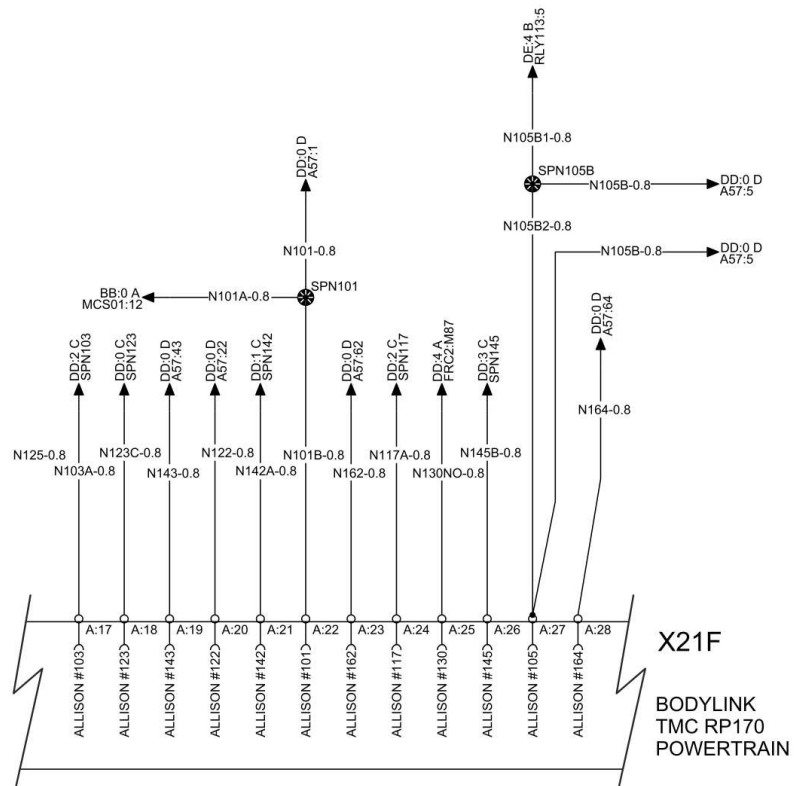 DE:4 B
RLY113:5
N105B1-0.8
SPN105B
N105B-0.8
DD:0 D
A57:5
N105B2-0.8
N105B-0.8
DD:0 D
A57:5
DD:0 D
A57:1
N101-0.8
SPN101
N101A-0.8
BB:0 A
MCS01:12
DD:0 D
A57:64
N164-0.8
DD:2 C
SPN103
DD:0 C
SPN123
DD:0 D
A57:43
DD:0 D
A57:22
DD:1 C
SPN142
DD:0 D
A57:62
DD:2 C
SPN117
DD:4 A
FRC2:M87
DD:3 C
SPN145
N125-0.8
N103A-0.8
N123C-0.8
N143-0.8
N122-0.8
N142A-0.8
N101B-0.8
N162-0.8
N117A-0.8
N130NO-0.8
N145B-0.8
A:17
A:18
A:19
A:20
A:21
A:22
A:23
A:24
A:25
A:26
A:27
A:28
ALLISON #103
ALLISON #123
ALLISON #143
ALLISON #122
ALLISON #142
ALLISON #101
ALLISON #162
ALLISON #117
ALLISON #130
ALLISON #145
ALLISON #105
ALLISON #164
X21F
BODYLINK
TMC RP170
POWERTRAIN